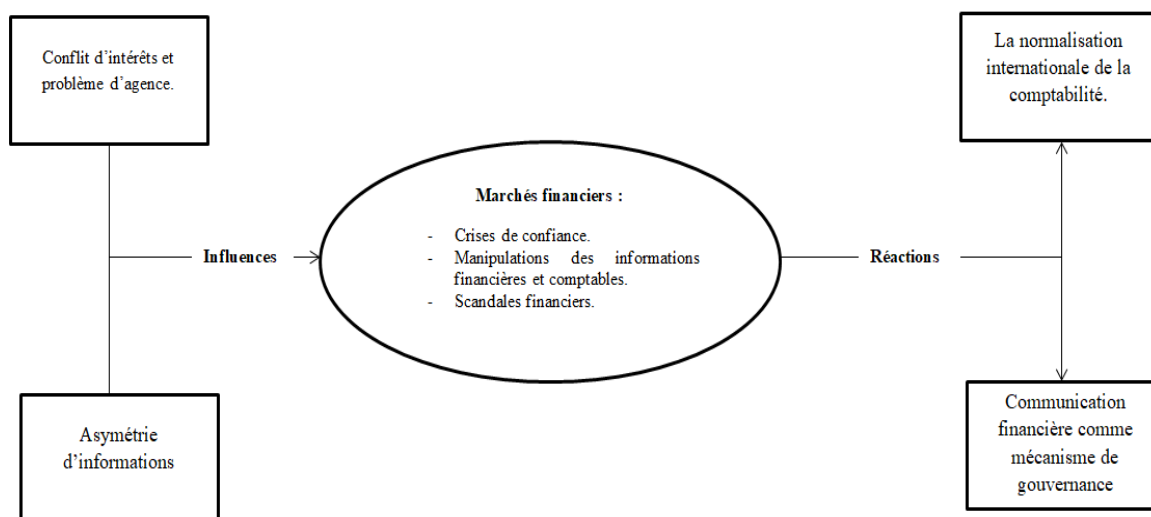 Conflit d'intérêts et
problème d'agence.
Asymétrie
d'informations
Influences
Marchés financiers :
- Crises de confiance.
- Manipulations des informations
financières et comptables.
- Scandales financiers.
Réactions
La normalisation
internationale de la
comptabilité.
Communication
financière comme
mécanisme de
gouvernance